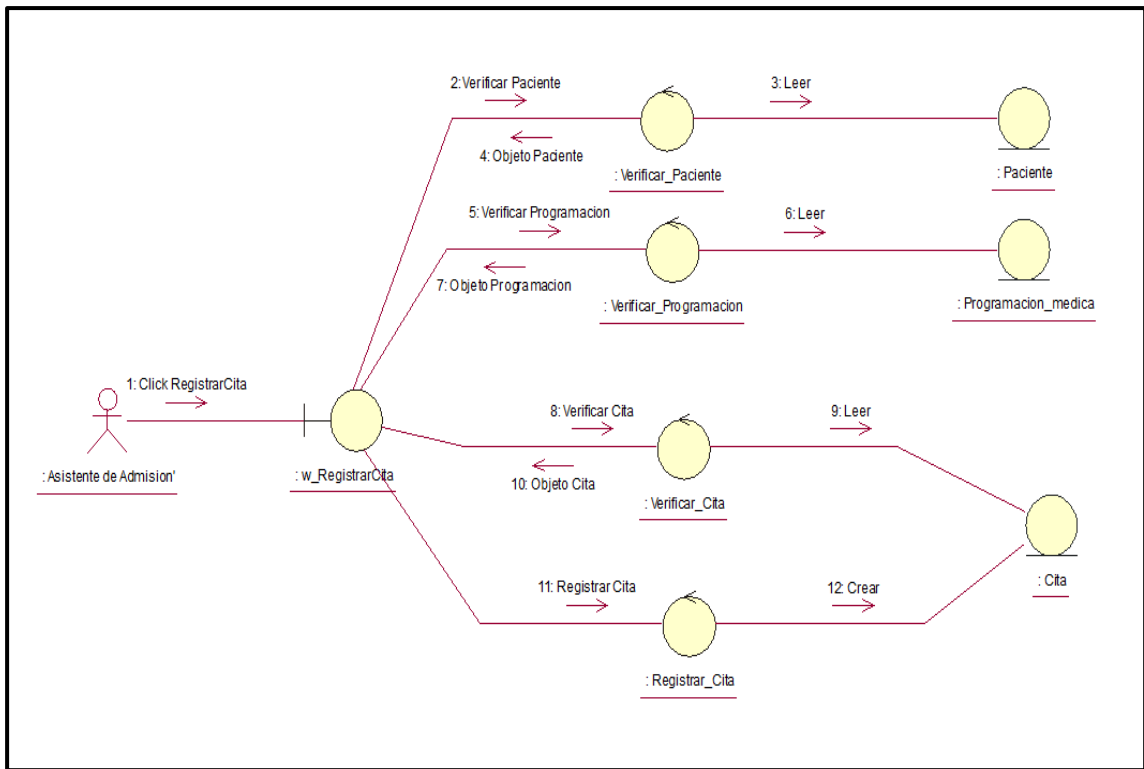 2: Verificar Paciente
3: Leer
4: Objeto Paciente
: Verificar_Paciente
: Paciente
5: Verificar Programacion
6: Leer
7: Objeto Programacion
: Verificar_Programacion
: Programacion_medica
1: Click RegistrarCita
: Asistente de Admision'
: w_RegistrarCita
8: Verificar Cita
9: Leer
10: Objeto Cita
: Verificar_Cita
: Cita
11: Registrar Cita
12: Crear
: Registrar_Cita